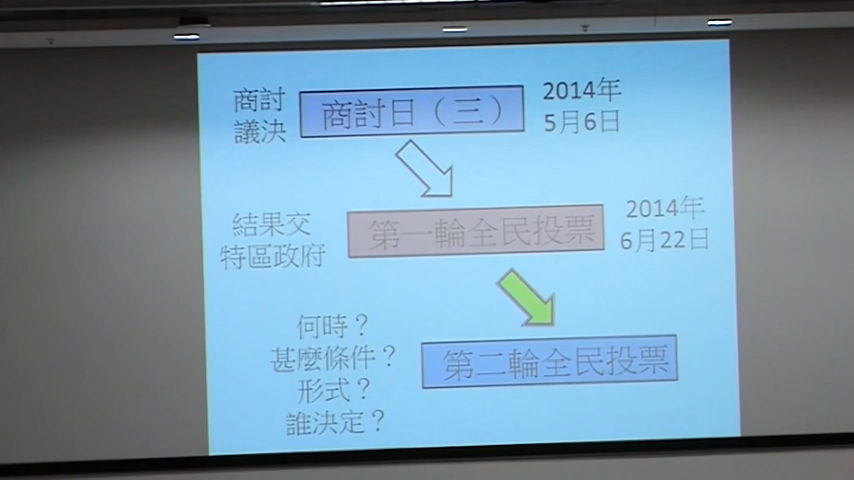 商討
議決
商討日（三）
2014年
5月6日
結果交
特區政府
第一輪全民投票
2014年
6月22日
何時？
甚麼條件？
形式？
誰決定？
第二輪全民投票